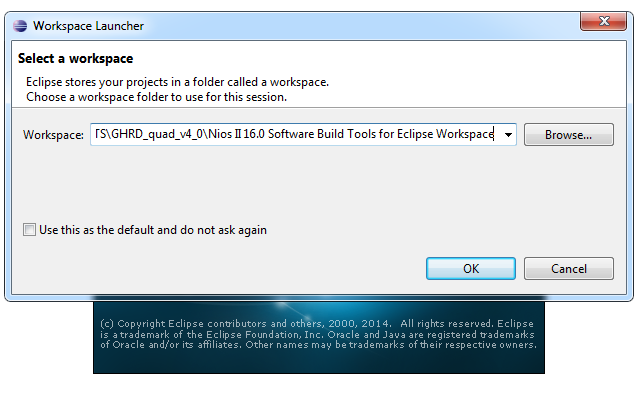 Workspace Launcher
Select a workspace
Eclipse stores your projects in a folder called a workspace.
Choose a workspace folder to use for this session.
Workspace: TS\GHRD_quad_v4_0\Nios II 16.0 Software Build Tools for Eclipse Workspace Browse...
Use this as the default and do not ask again
OK Cancel
(c) Copyright Eclipse contributors and others, 2000, 2014. All rights reserved. Eclipse
is a trademark of the Eclipse Foundation, Inc. Oracle and Java are registered trademarks
of Oracle and/or its affiliates. Other names may be trademarks of their respective owners.